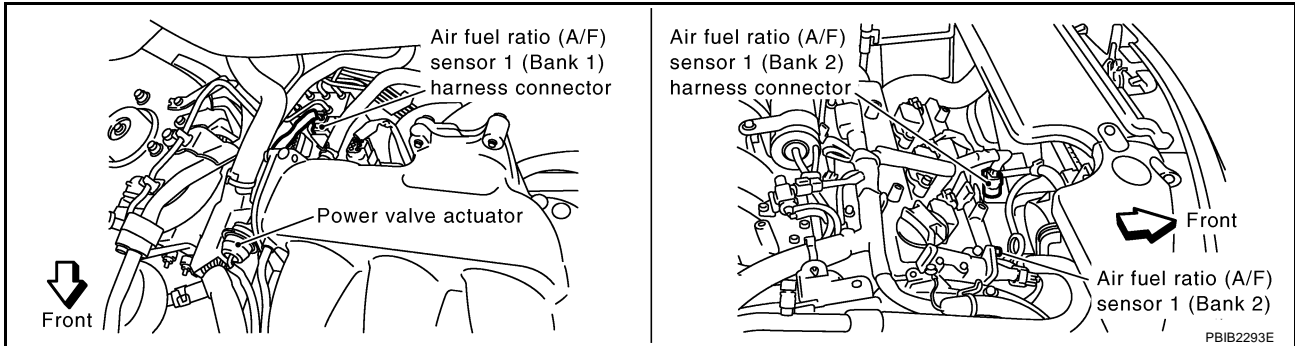 Air fuel ratio (A/F)
sensor 1 (Bank 1)
harness connector
Power valve actuator
Front
Air fuel ratio (A/F)
sensor 1 (Bank 2)
harness connector
Front
Air fuel ratio (A/F)
sensor 1 (Bank 2)
PBIB2293E